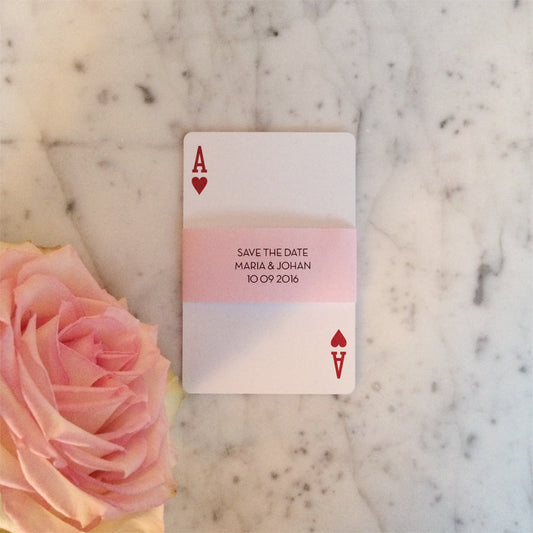 A
SAVE THE DATE
MARIA & JOHAN
10 09 2016
A